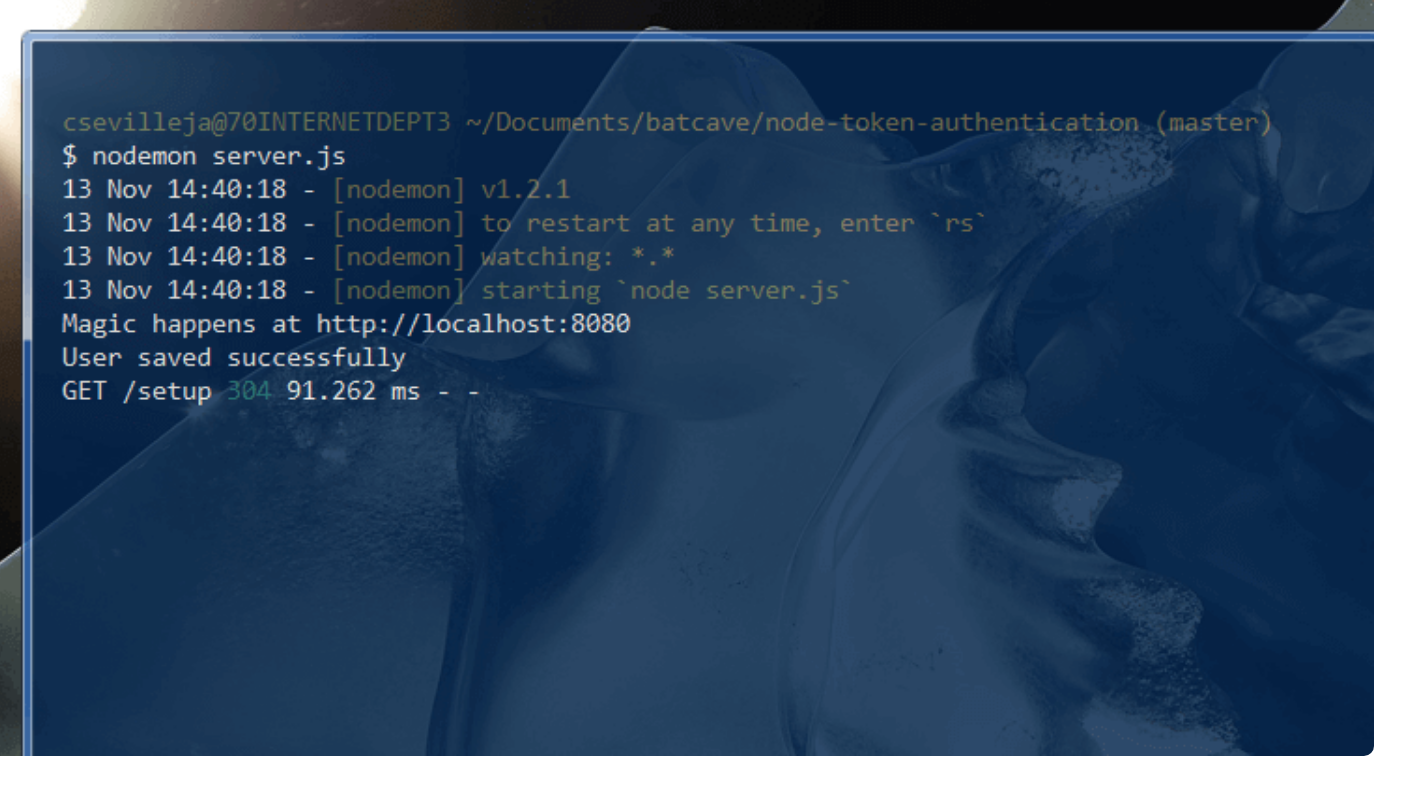 csevilleja@70INTERNETDEPT3 ~/Documents/batcave/node-token-authentication (master)
$ nodemon server.js
13 Nov 14:40:18 - [nodemon] v1.2.1
13 Nov 14:40:18 - [nodemon] to restart at any time, enter `rs`
13 Nov 14:40:18 - [nodemon] watching: *.*
13 Nov 14:40:18 - [nodemon] starting `node server.js`
Magic happens at http://localhost:8080
User saved successfully
GET /setup 304 91.262 ms - -